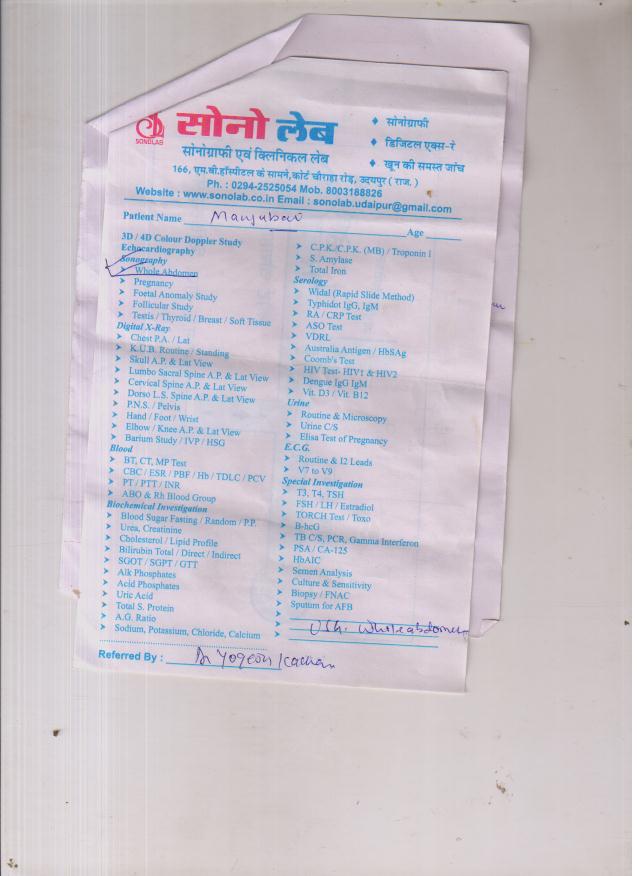 सोनो लेब
SONOLAB
सोनोग्राफी एवं क्लिनिकल लेब
♦ सोनोग्राफी
♦ डिजिटल एक्स-रे
♦ खून की समस्त जांच
166, एम.बी.हॉस्पीटल के सामने,कोर्ट चौराहा रोड़, उदयपुर ( राज. )
Ph. : 0294-2525054 Mob. 8003188826
Website : www.sonolab.co.in Email : sonolab.udaipur@gmail.com
Patient Name Manjubai Age
3D / 4D Colour Doppler Study
Echocardiography
Sonography
➤ Whole Abdomen
➤ Pregnancy
➤ Foetal Anomaly Study
➤ Follicular Study
➤ Testis / Thyroid / Breast / Soft Tissue
Digital X-Ray
➤ Chest P.A. / Lat
➤ K.U.B. Routine / Standing
➤ Skull A.P. & Lat View
➤ Lumbo Sacral Spine A.P. & Lat View
➤ Cervical Spine A.P. & Lat View
➤ Dorso L.S. Spine A.P. & Lat View
➤ P.N.S. / Pelvis
➤ Hand / Foot / Wrist
➤ Elbow / Knee A.P. & Lat View
➤ Barium Study / IVP / HSG
Blood
➤ BT, CT, MP Test
➤ CBC / ESR / PBF / Hb / TDLC / PCV
➤ PT / PTT / INR
➤ ABO & Rh Blood Group
Biochemical Investigation
➤ Blood Sugar Fasting / Random / P.P.
➤ Urea, Creatinine
➤ Cholesterol / Lipid Profile
➤ Bilirubin Total / Direct / Indirect
➤ SGOT / SGPT / GTT
➤ Alk Phosphates
➤ Acid Phosphates
➤ Uric Acid
➤ Total S. Protein
➤ A.G. Ratio
➤ Sodium, Potassium, Chloride, Calcium
➤ C.P.K./C.P.K. (MB) / Troponin I
➤ S. Amylase
➤ Total Iron
Serology
➤ Widal (Rapid Slide Method)
➤ Typhidot IgG, IgM
➤ RA / CRP Test
➤ ASO Test
➤ VDRL
➤ Australia Antigen / HbSAg
➤ Coomb's Test
➤ HIV Test- HIV1 & HIV2
➤ Dengue IgG IgM
➤ Vit. D3 / Vit. B12
Urine
➤ Routine & Microscopy
➤ Urine C/S
➤ Elisa Test of Pregnancy
E.C.G.
➤ Routine & I2 Leads
➤ V7 to V9
Special Investigation
➤ T3, T4, TSH
➤ FSH / LH / Estradiol
➤ TORCH Test / Toxo
➤ B-hcG
➤ TB C/S, PCR, Gamma Interferon
➤ PSA / CA-125
➤ HbAIC
➤ Semen Analysis
➤ Culture & Sensitivity
➤ Biopsy / FNAC
➤ Sputum for AFB
USG. Whole abdomen
Referred By : Dr Yogesh